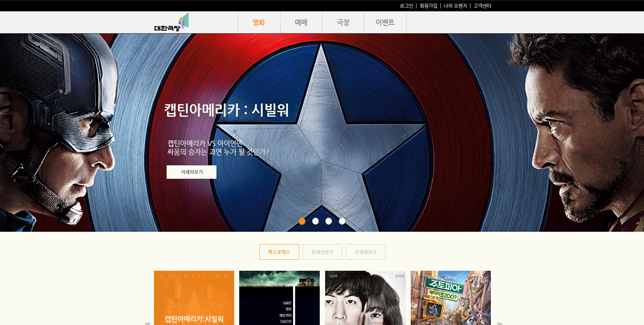 로그인 | 회원가입 | 나의 오렌지 | 고객센터
대한극장
영화 예매 극장 이벤트
캡틴아메리카 : 시빌워
캡틴아메리카 VS 아이언맨
싸움의 승자는 과연 누가 될 것인가?
자세히보기
박스오피스 현재상영작 상영예정작
캡틴아메리카:시빌워
주토피아